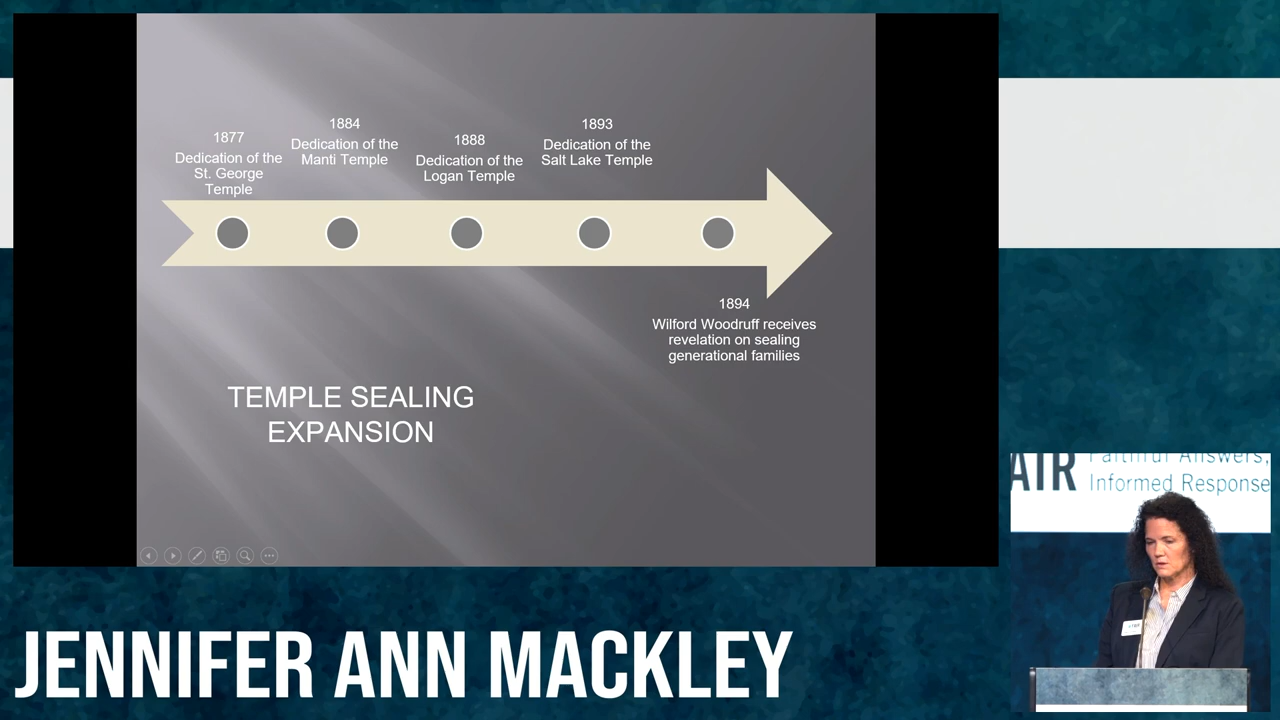 1877
Dedication of the
St. George
Temple
1884
Dedication of the
Manti Temple
1888
Dedication of the
Logan Temple
1893
Dedication of the
Salt Lake Temple
1894
Wilford Woodruff receives
revelation on sealing
generational families
TEMPLE SEALING
EXPANSION
AIR
Faithful Answers,
Informed Response
JENNIFER ANN MACKLEY